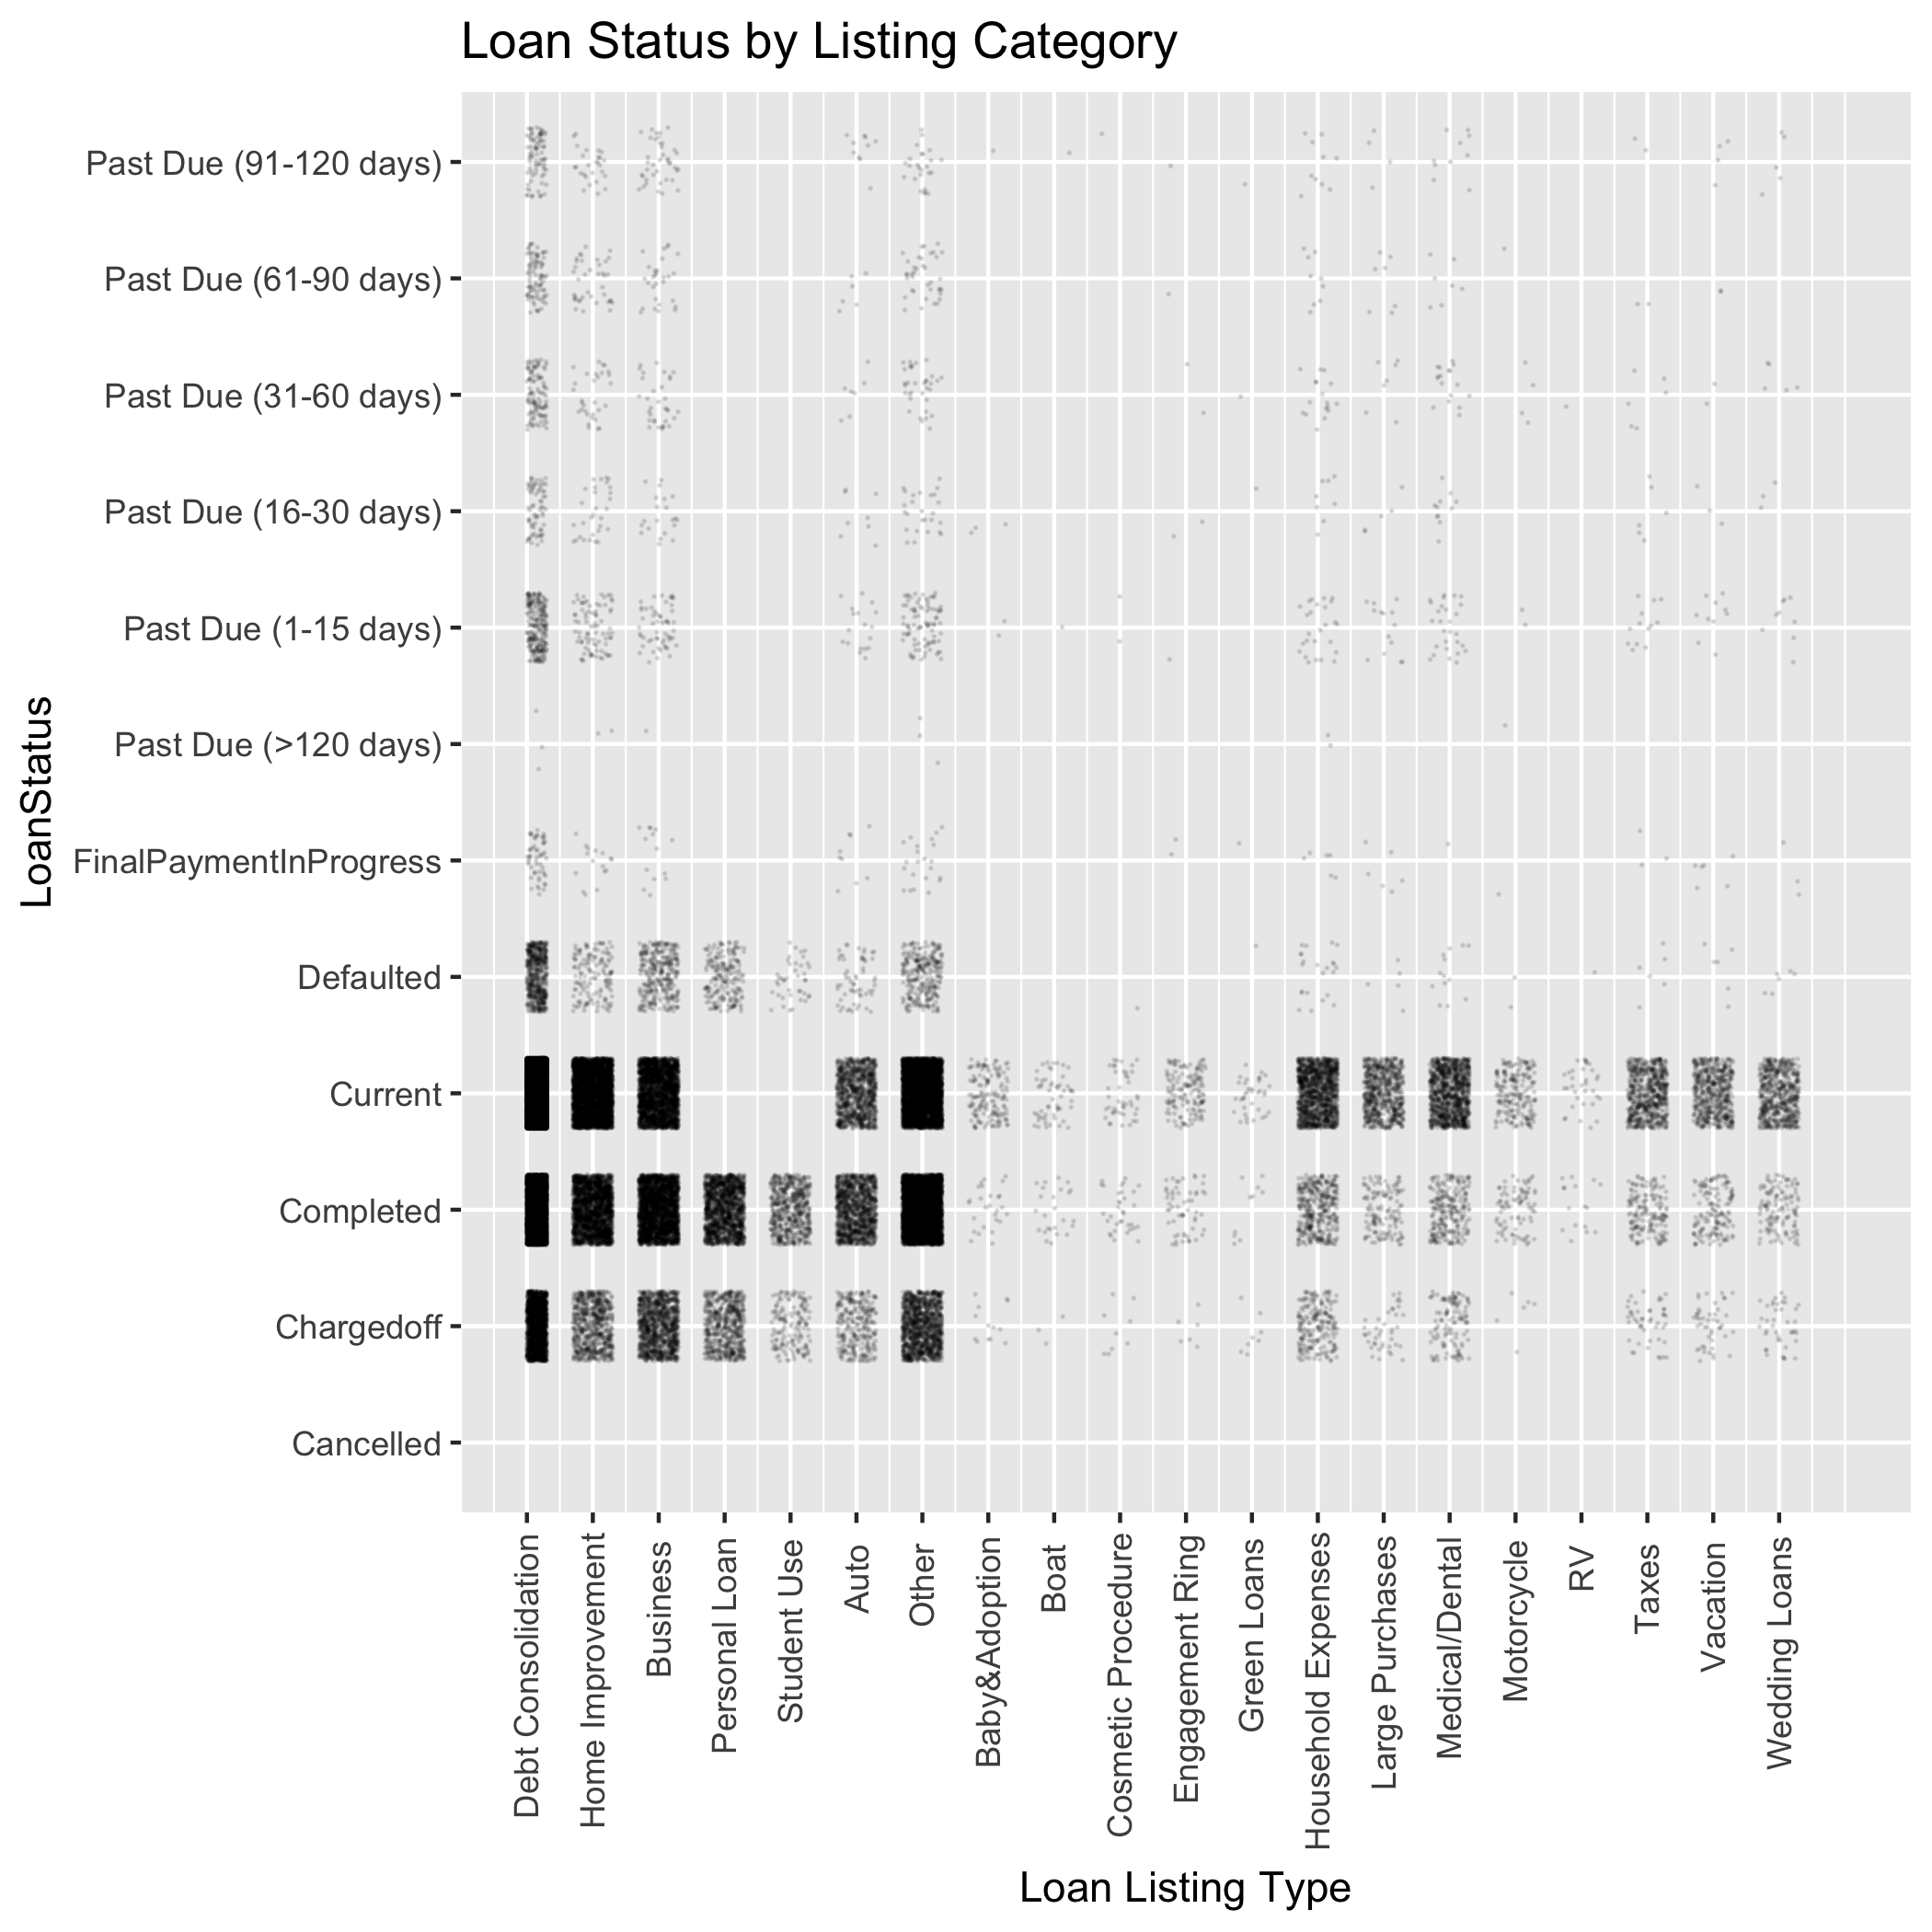 Loan Status by Listing Category
LoanStatus
Past Due (91-120 days)
Past Due (61-90 days)
Past Due (31-60 days)
Past Due (16-30 days)
Past Due (1-15 days)
Past Due (>120 days)
FinalPaymentInProgress
Defaulted
Current
Completed
Chargedoff
Cancelled
Debt Consolidation
Home Improvement
Business
Personal Loan
Student Use
Auto
Other
Baby&Adoption
Boat
Cosmetic Procedure
Engagement Ring
Green Loans
Household Expenses
Large Purchases
Medical/Dental
Motorcycle
RV
Taxes
Vacation
Wedding Loans
Loan Listing Type